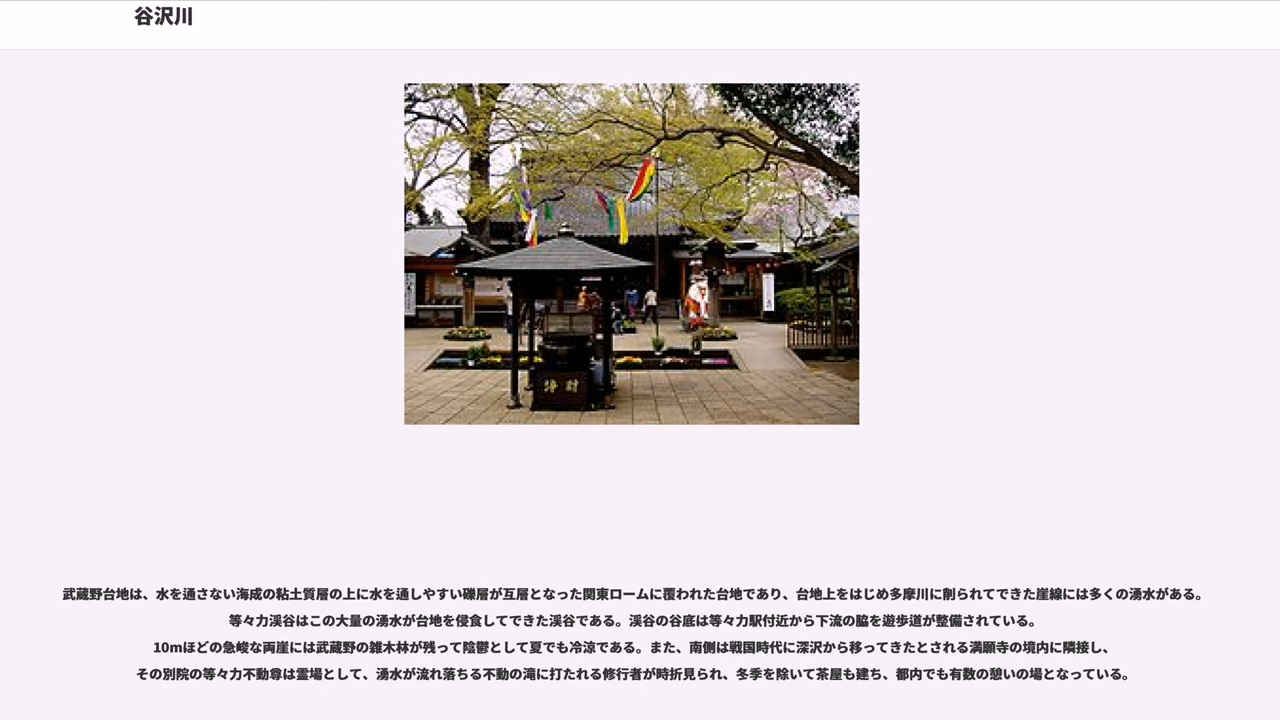 谷沢川
浄財
武蔵野台地は、水を通さない海成の粘土質層の上に水を通しやすい礫層が互層となった関東ロームに覆われた台地であり、台地上をはじめ多摩川に削られてできた崖線には多くの湧水がある。
等々力渓谷はこの大量の湧水が台地を侵食してできた渓谷である。渓谷の谷底は等々力駅付近から下流の脇を遊歩道が整備されている。
10mほどの急峻な両崖には武蔵野の雑木林が残って陰鬱として夏でも冷涼である。また、南側は戦国時代に深沢から移ってきたとされる満願寺の境内に隣接し、
その別院の等々力不動尊は霊場として、湧水が流れ落ちる不動の滝に打たれる修行者が時折見られ、冬季を除いて茶屋も建ち、都内でも有数の憩いの場となっている。